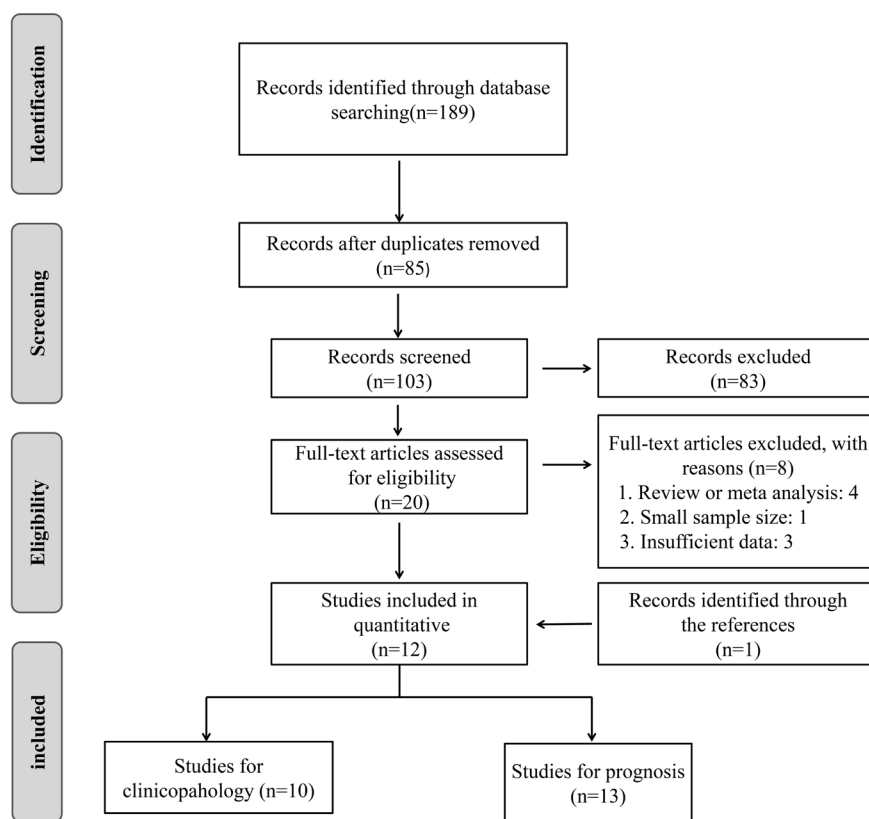 Identification
Records identified through database
searching(n=189)
Screening
Records after duplicates removed
(n=85)
Records screened
(n=103)
Records excluded
(n=83)
Eligibility
Full-text articles assessed
for eligibility
(n=20)
Full-text articles excluded, with
reasons (n=8)
1. Review or meta analysis: 4
2. Small sample size: 1
3. Insufficient data: 3
Studies included in
quantitative
(n=12)
Records identified through
the references
(n=1)
included
Studies for
clinicopahology (n=10)
Studies for prognosis
(n=13)